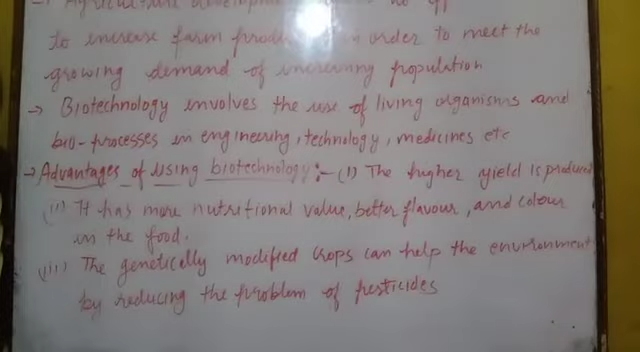 → Agriculture
to increase farm in order to meet the
growing demand of increasing population
→ Biotechnology involves the use of living organisms and
bio-processes in engineering, technology, medicines etc
→ Advantages of using biotechnology:- (i) The higher yield is produced
(ii) It has more nutritional value, better flavour, and colour
in the food.
(iii) The genetically modified crops can help the environment
by reducing the problem of pesticides